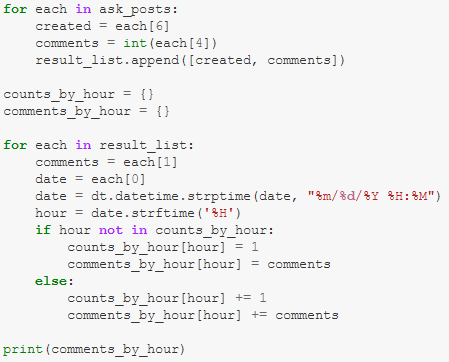 for each in ask_posts:
    created = each[6]
    comments = int(each[4])
    result_list.append([created, comments])

counts_by_hour = {}
comments_by_hour = {}

for each in result_list:
    comments = each[1]
    date = each[0]
    date = dt.datetime.strptime(date, "%m/%d/%Y %H:%M")
    hour = date.strftime('%H')
    if hour not in counts_by_hour:
        counts_by_hour[hour] = 1
        comments_by_hour[hour] = comments
    else:
        counts_by_hour[hour] += 1
        comments_by_hour[hour] += comments

print(comments_by_hour)